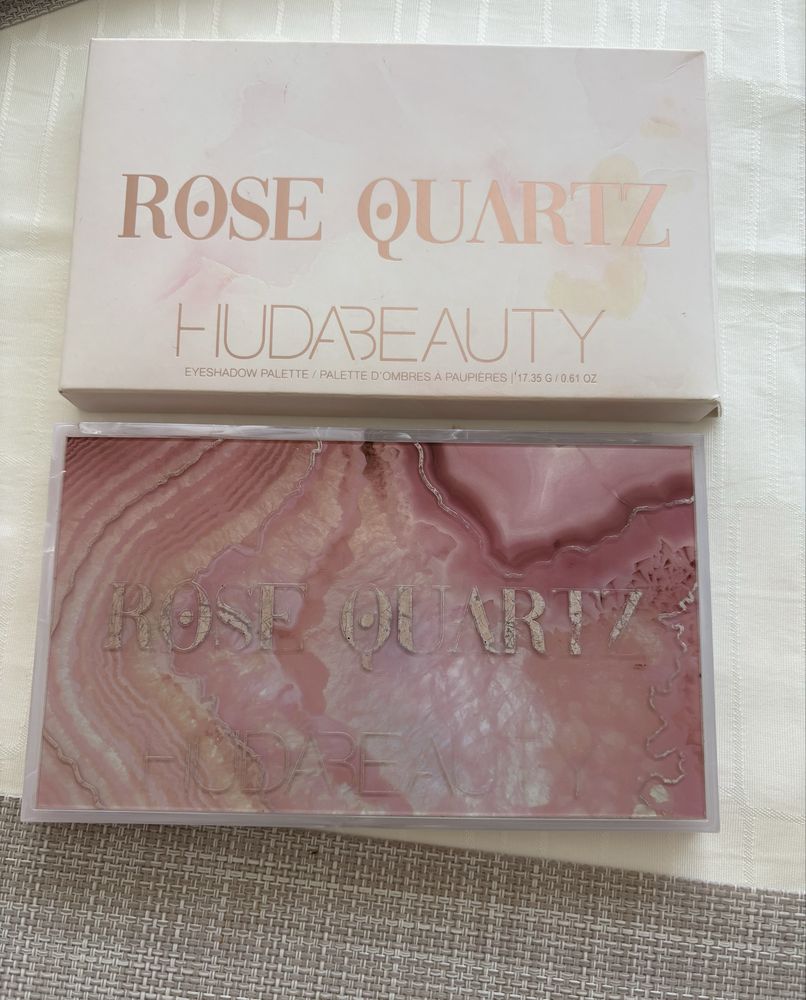 ROSE QUARTZ
HUDABEAUTY
EYESHADOW PALETTE / PALETTE D'OMBRES À PAUPIÈRES | 17.35 G / 0.61 OZ
ROSE QUARTZ
HUDABEAUTY